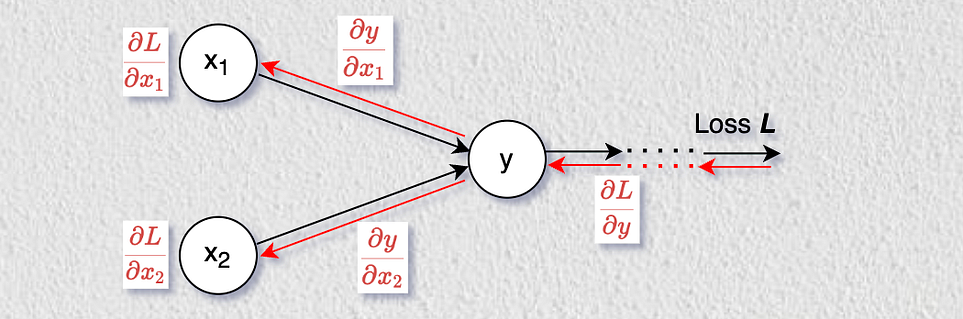 ∂L/∂x₁
x₁
∂y/∂x₁
Loss L
y
∂L/∂y
∂L/∂x₂
x₂
∂y/∂x₂